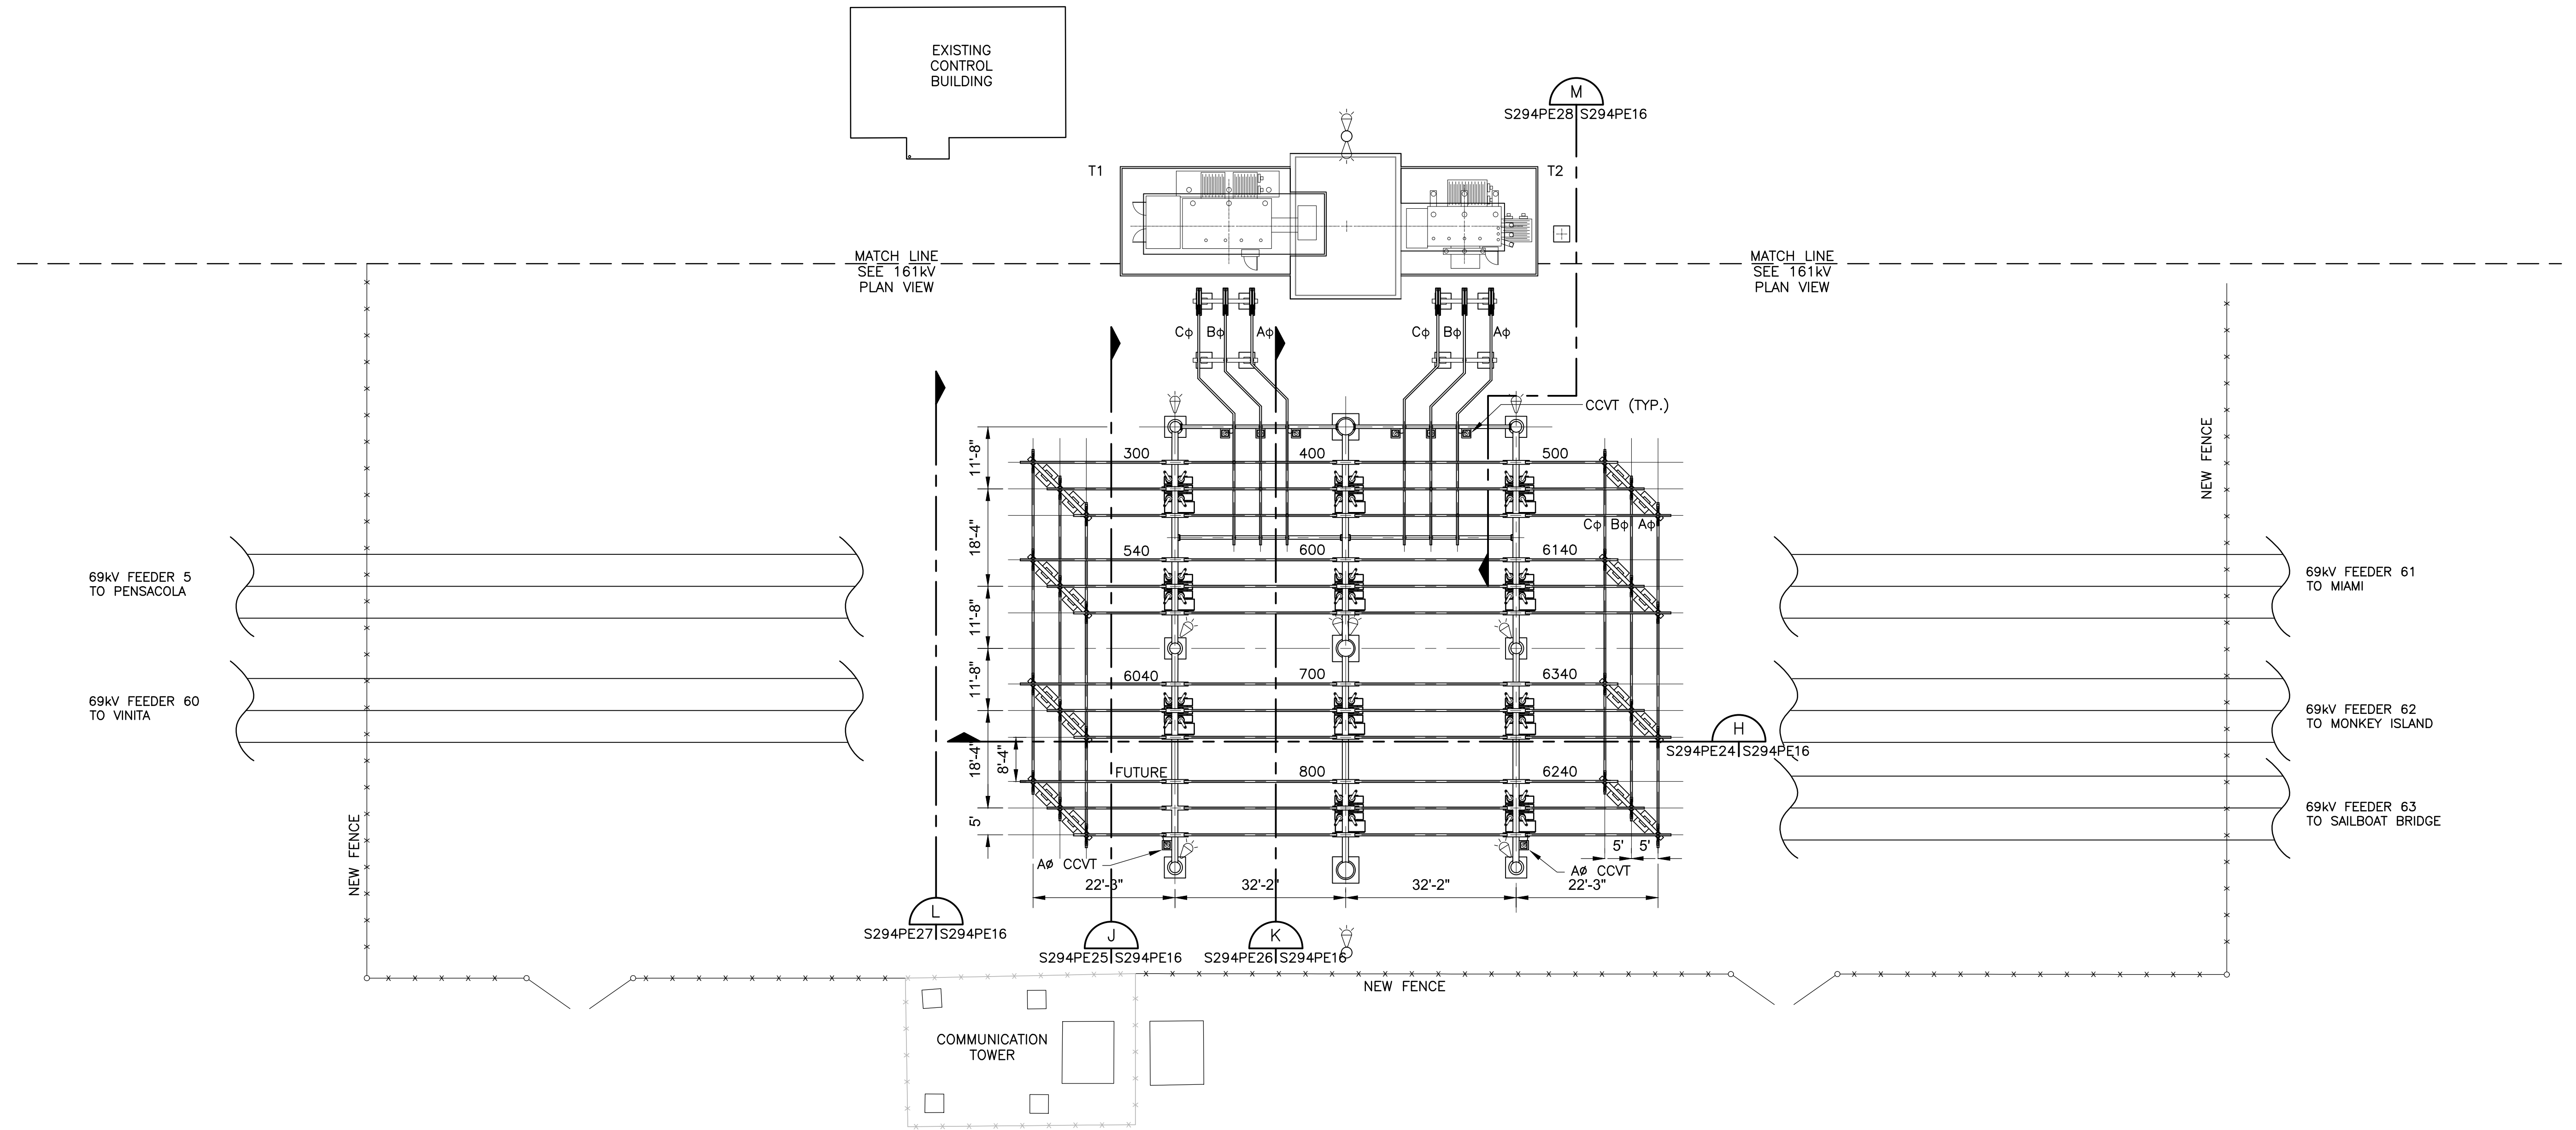 EXISTING
CONTROL
BUILDING
M
S294PE28 S294PE16
T1
T2
MATCH LINE
SEE 161kV
PLAN VIEW
MATCH LINE
SEE 161kV
PLAN VIEW
Cϕ Bϕ Aϕ
Cϕ Bϕ Aϕ
CCVT (TYP.)
NEW FENCE
11'-8"
300 400 500
18'-4"
Cϕ Bϕ Aϕ
540 600 6140
69kV FEEDER 5
TO PENSACOLA
69kV FEEDER 61
TO MIAMI
11'-8"
11'-8"
6040 700 6340
69kV FEEDER 60
TO VINITA
69kV FEEDER 62
TO MONKEY ISLAND
H
S294PE24 S294PE16
18'-4"
8'-4"
FUTURE 800 6240
69kV FEEDER 63
TO SAILBOAT BRIDGE
5'
5' 5'
NEW FENCE
AØ CCVT
AØ CCVT
22'-3" 32'-2" 32'-2" 22'-3"
L
S294PE27 S294PE16
J
S294PE25 S294PE16
K
S294PE26 S294PE16
NEW FENCE
COMMUNICATION
TOWER